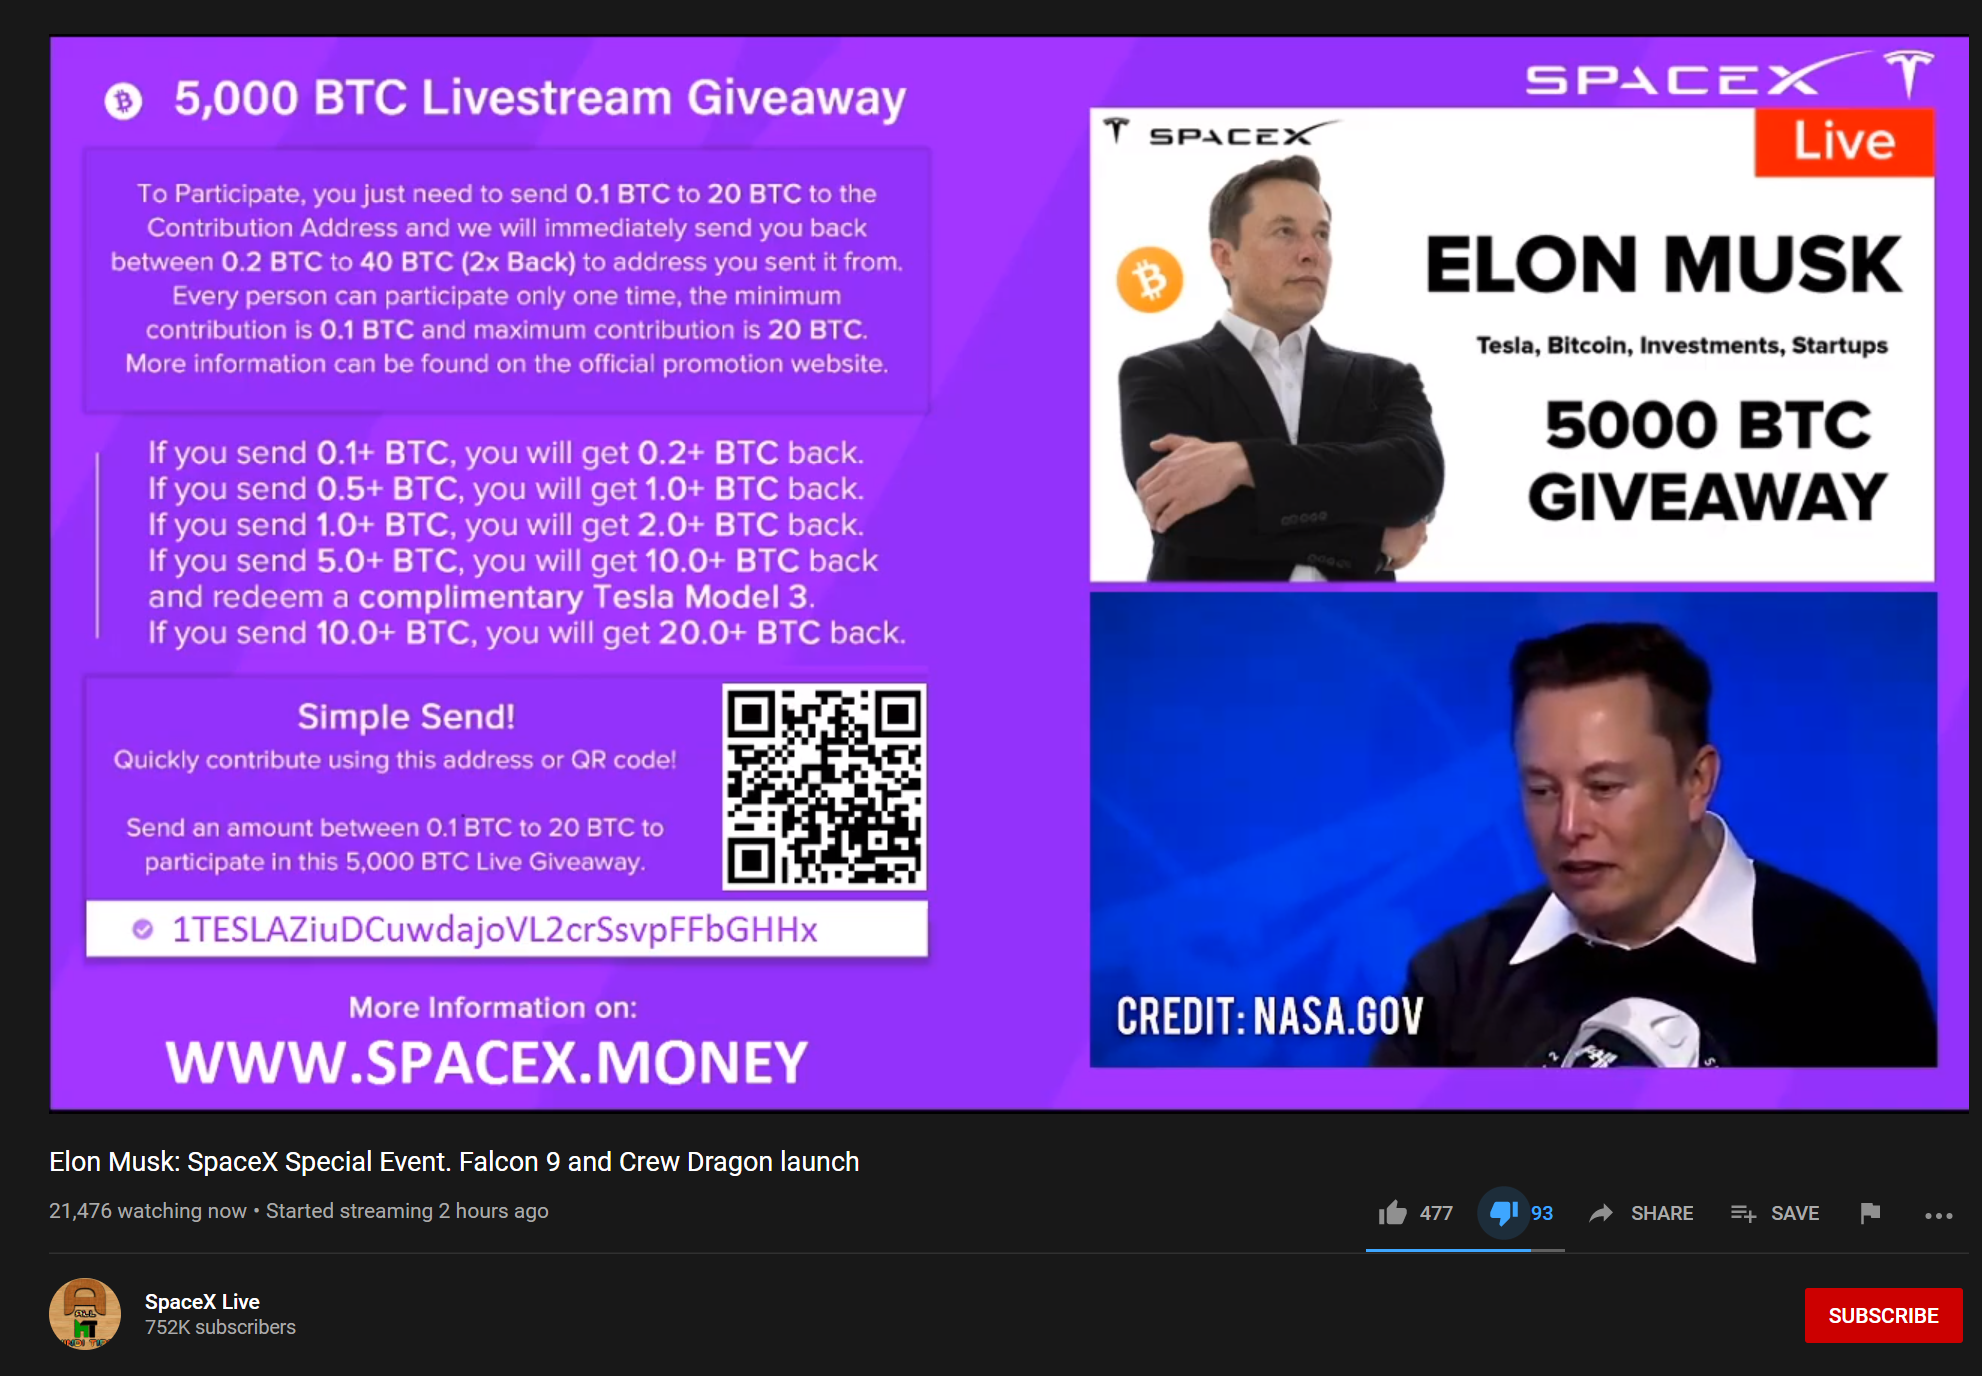 5,000 BTC Livestream Giveaway
To Participate, you just need to send 0.1 BTC to 20 BTC to the
Contribution Address and we will immediately send you back
between 0.2 BTC to 40 BTC (2x Back) to address you sent it from.
Every person can participate only one time, the minimum
contribution is 0.1 BTC and maximum contribution is 20 BTC.
More information can be found on the official promotion website.
If you send 0.1+ BTC, you will get 0.2+ BTC back.
If you send 0.5+ BTC, you will get 1.0+ BTC back.
If you send 1.0+ BTC, you will get 2.0+ BTC back.
If you send 5.0+ BTC, you will get 10.0+ BTC back
and redeem a complimentary Tesla Model 3.
If you send 10.0+ BTC, you will get 20.0+ BTC back.
Simple Send!
Quickly contribute using this address or QR code!
Send an amount between 0.1 BTC to 20 BTC to
participate in this 5,000 BTC Live Giveaway.
1TESLAZiuDCuwdajoVL2crSsvpFFbGHHx
More Information on:
WWW.SPACEX.MONEY
SPACEX
SPACEX
Live
ELON MUSK
Tesla, Bitcoin, Investments, Startups
5000 BTC
GIVEAWAY
CREDIT: NASA.GOV
Elon Musk: SpaceX Special Event. Falcon 9 and Crew Dragon launch
21,476 watching now • Started streaming 2 hours ago
477
93
SHARE
SAVE
SpaceX Live
752K subscribers
SUBSCRIBE